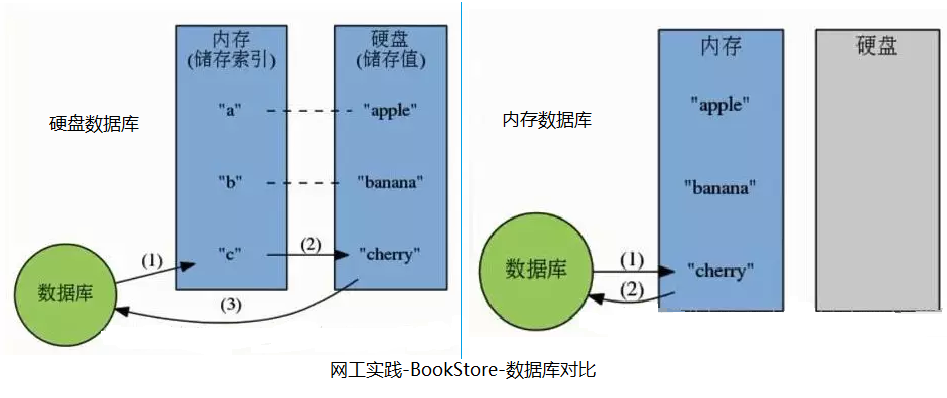 硬盘数据库
内存
(储存索引)
"a"
"b"
"c"
硬盘
(储存值)
"apple"
"banana"
"cherry"
(1)
(2)
(3)
数据库
内存数据库
内存
"apple"
"banana"
"cherry"
硬盘
(1)
(2)
数据库
网工实践-BookStore-数据库对比